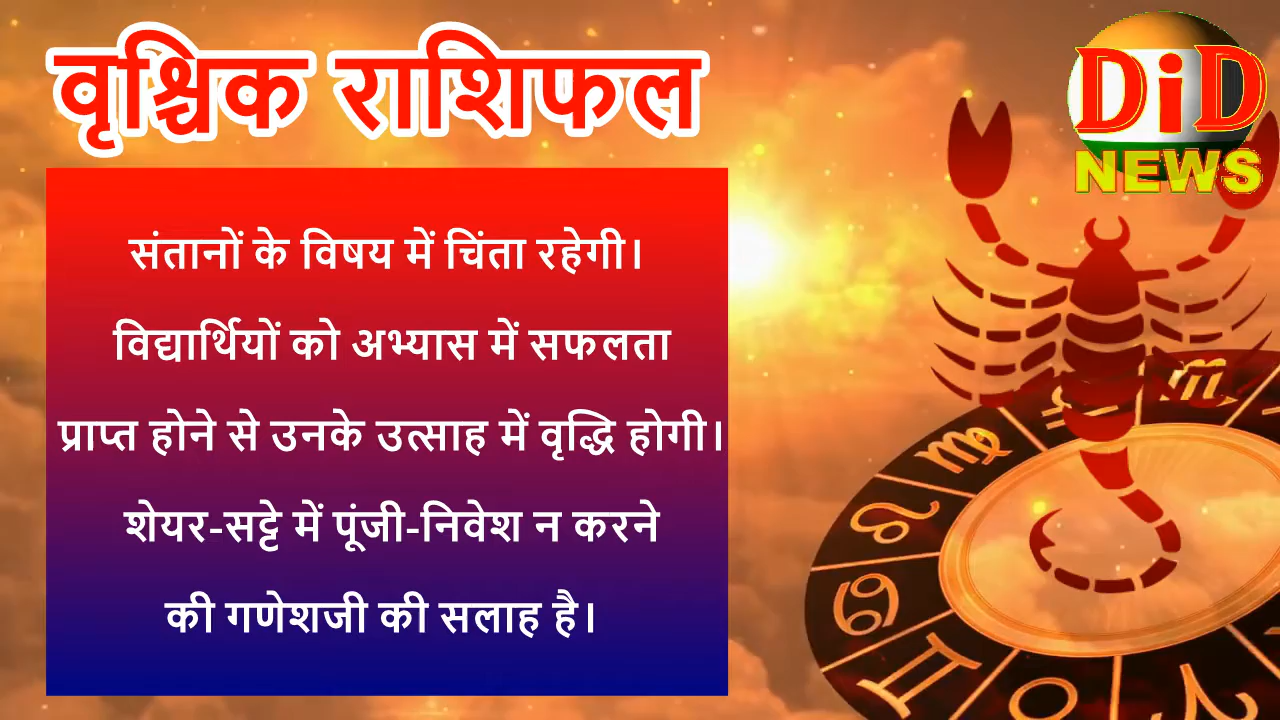 वृश्चिक राशिफल
DiD
NEWS
संतानों के विषय में चिंता रहेगी।
विद्यार्थियों को अभ्यास में सफलता
प्राप्त होने से उनके उत्साह में वृद्धि होगी।
शेयर-सट्टे में पूंजी-निवेश न करने
की गणेशजी की सलाह है।